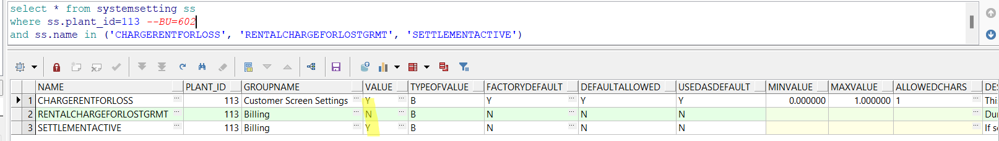 select * from systemsetting ss
where ss.plant_id=113 --BU=602
and ss.name in ('CHARGERENTFORLOSS', 'RENTALCHARGEFORLOSTGRMT', 'SETTLEMENTACTIVE')
NAME PLANT_ID GROUPNAME VALUE TYPEOFVALUE FACTORYDEFAULT DEFAULTALLOWED USEDASDEFAULT MINVALUE MAXVALUE ALLOWEDCHARS DES
1 CHARGERENTFORLOSS ... 113 Customer Screen Settings ... Y ... B ... Y ... Y ... Y ... 0.000000 1.000000 1 ... Thi
2 RENTALCHARGEFORLOSTGRMT ... 113 Billing ... N ... B ... N ... N ... N ... ... Du
3 SETTLEMENTACTIVE ... 113 Billing ... Y ... B ... N ... N ... N ... ... If s